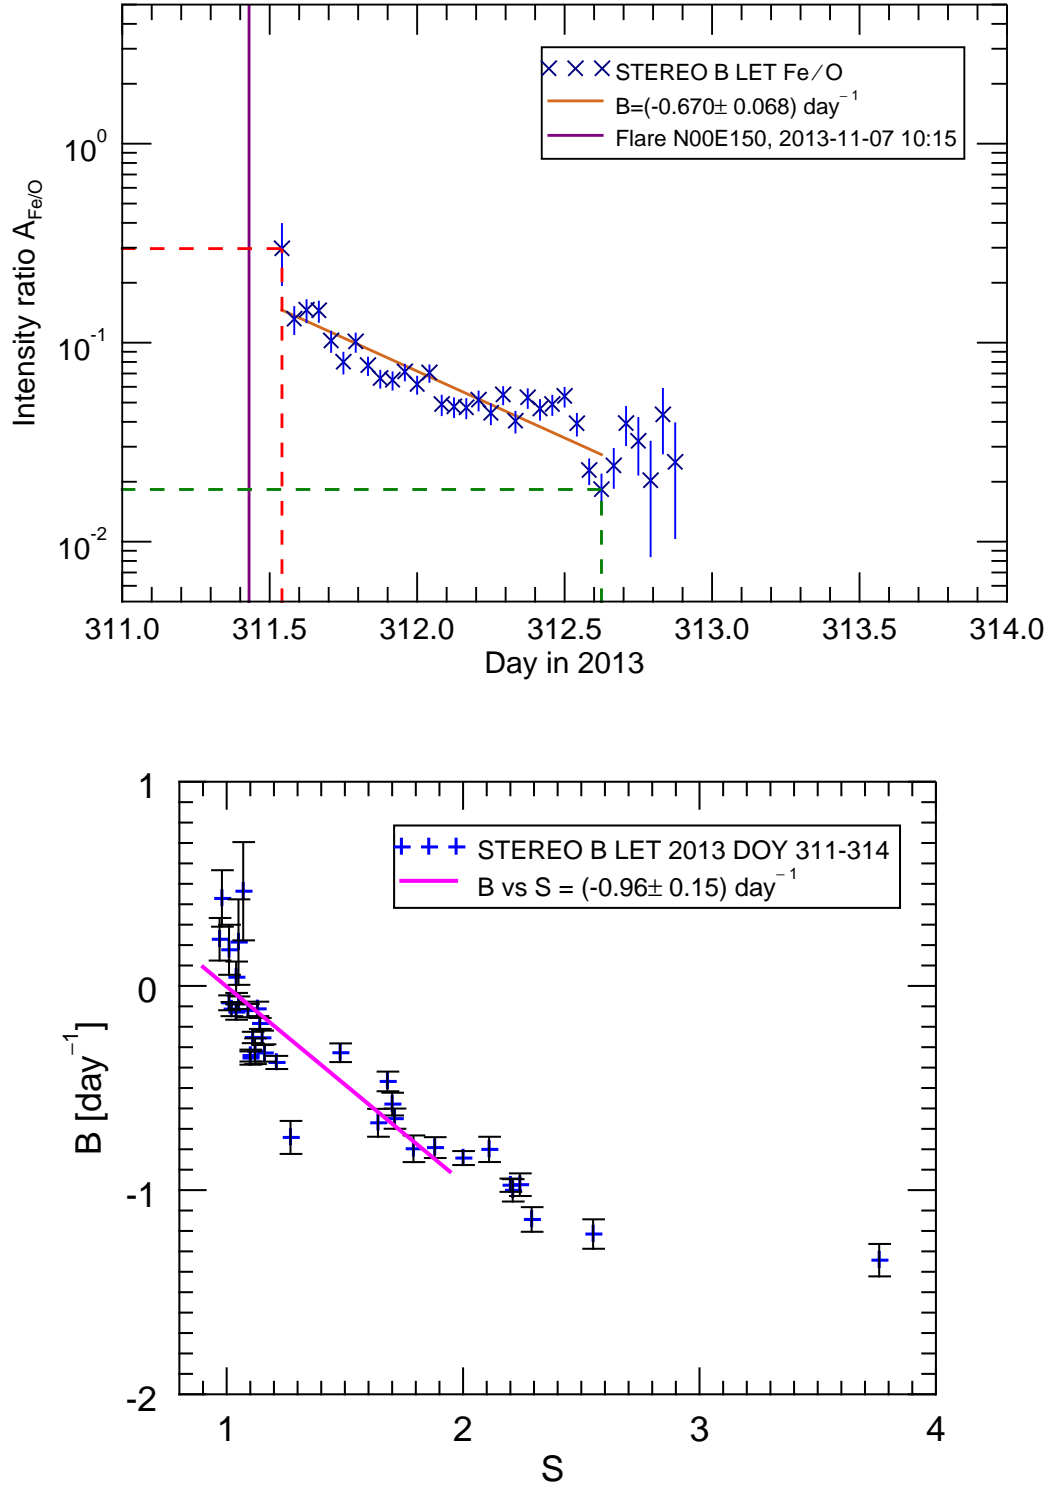 STEREO B LET Fe/O
B=(-0.670± 0.068) day⁻¹
Flare N00E150, 2013-11-07 10:15
Intensity ratio A_Fe/O
10⁰
10⁻¹
10⁻²
311.0 311.5 312.0 312.5 313.0 313.5 314.0
Day in 2013
STEREO B LET 2013 DOY 311-314
B vs S = (-0.96± 0.15) day⁻¹
B [day⁻¹]
1
0
-1
-2
1 2 3 4
S